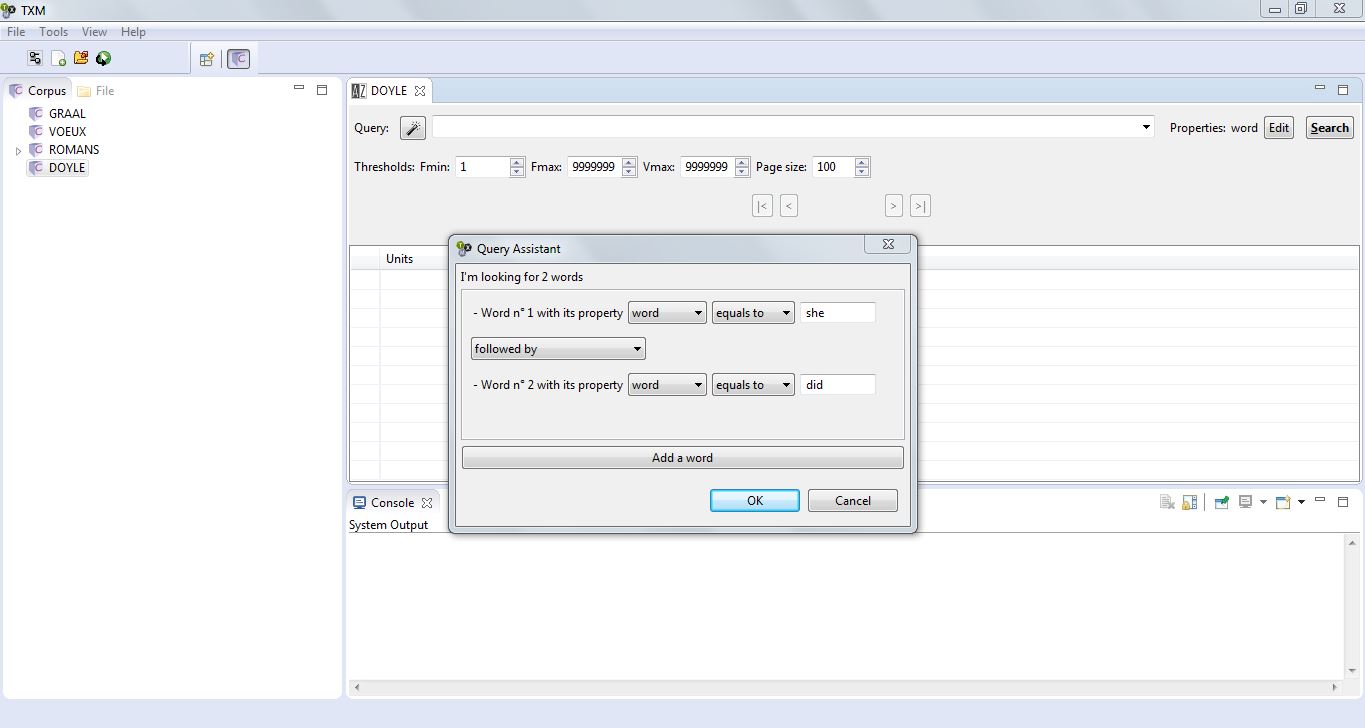 TXM
File Tools View Help
Corpus File
GRAAL
VOEUX
ROMANS
DOYLE
AZ DOYLE
Query: Properties: word Edit Search
Thresholds: Fmin: 1 Fmax: 9999999 Vmax: 9999999 Page size: 100
|< < > >|
Units
Query Assistant
I'm looking for 2 words
- Word n° 1 with its property word equals to she
followed by
- Word n° 2 with its property word equals to did
Add a word
OK Cancel
Console
System Output